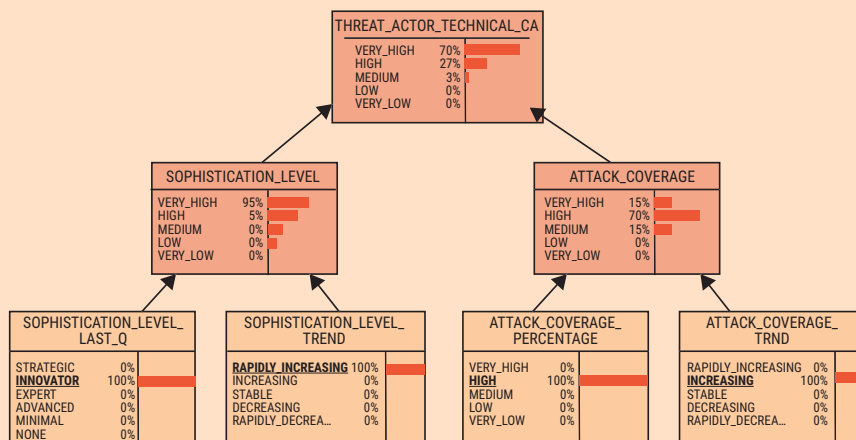 THREAT_ACTOR_TECHNICAL_CA
VERY_HIGH 70%
HIGH 27%
MEDIUM 3%
LOW 0%
VERY_LOW 0%
SOPHISTICATION_LEVEL
VERY_HIGH 95%
HIGH 5%
MEDIUM 0%
LOW 0%
VERY_LOW 0%
ATTACK_COVERAGE
VERY_HIGH 15%
HIGH 70%
MEDIUM 15%
LOW 0%
VERY_LOW 0%
SOPHISTICATION_LEVEL_
LAST_Q
STRATEGIC 0%
INNOVATOR 100%
EXPERT 0%
ADVANCED 0%
MINIMAL 0%
NONE 0%
SOPHISTICATION_LEVEL_
TREND
RAPIDLY_INCREASING 100%
INCREASING 0%
STABLE 0%
DECREASING 0%
RAPIDLY_DECREA... 0%
ATTACK_COVERAGE_
PERCENTAGE
VERY_HIGH 0%
HIGH 100%
MEDIUM 0%
LOW 0%
VERY_LOW 0%
ATTACK_COVERAGE_
TRND
RAPIDLY_INCREASING 0%
INCREASING 100%
STABLE 0%
DECREASING 0%
RAPIDLY_DECREA... 0%